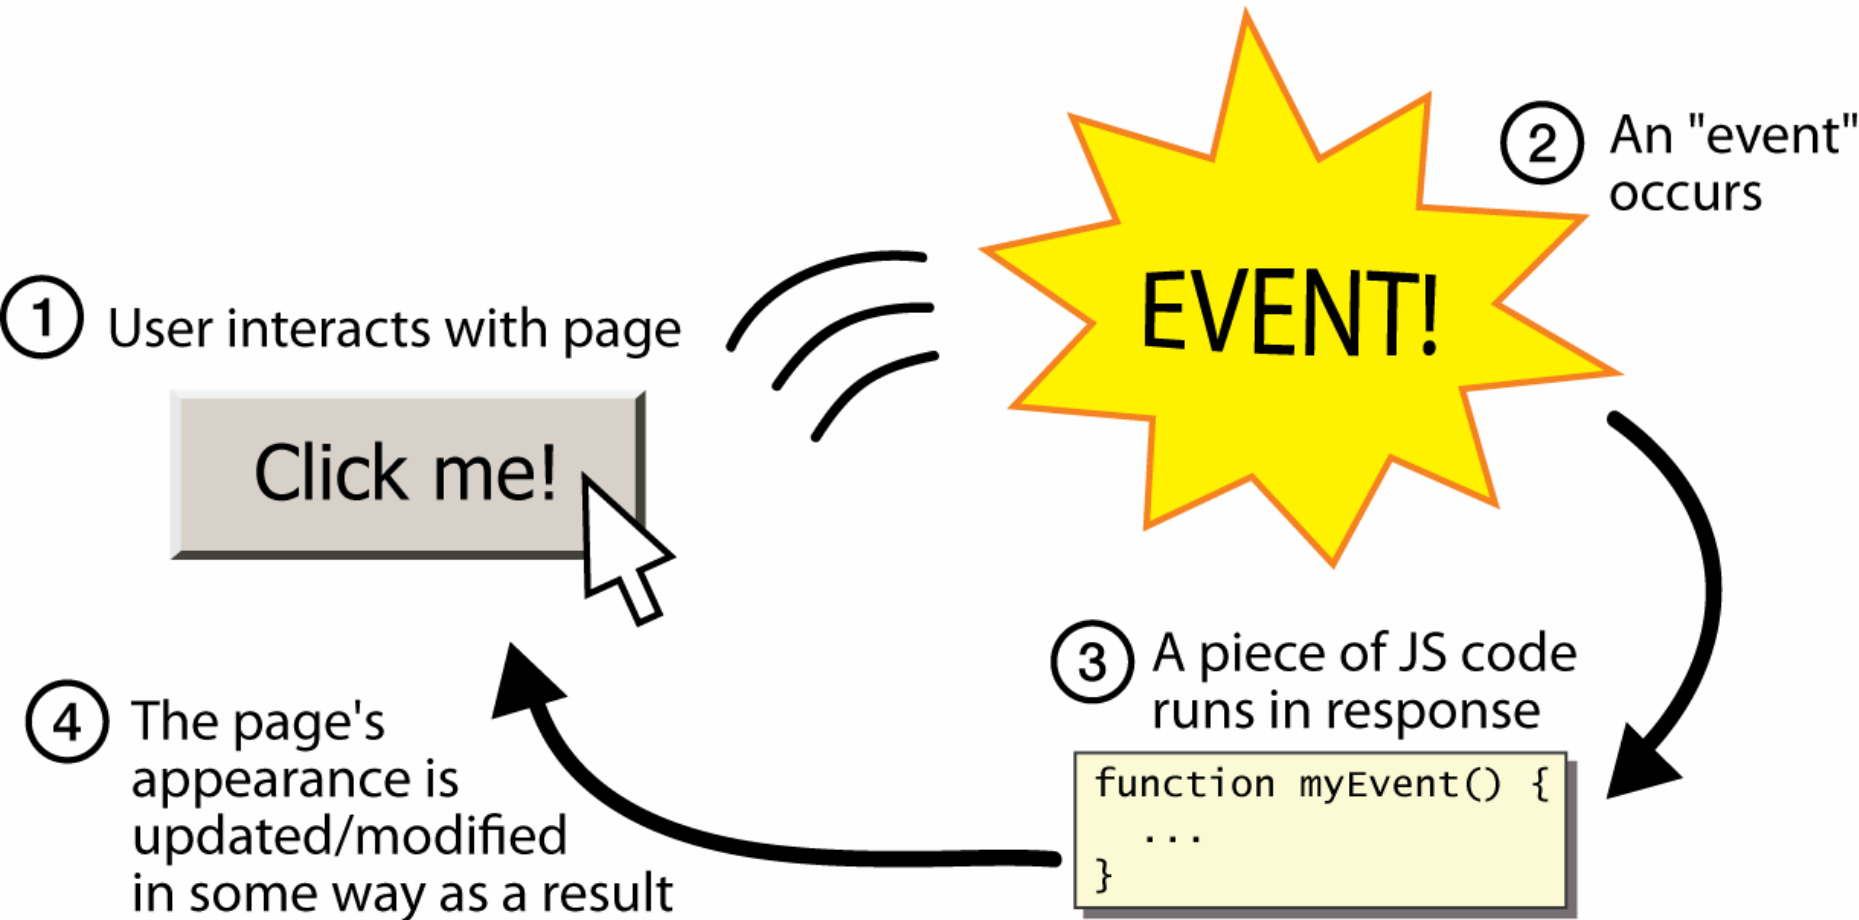 1 User interacts with page
Click me!
EVENT!
2 An "event"
occurs
3 A piece of JS code
runs in response
function myEvent() {
  ...
}
4 The page's
appearance is
updated/modified
in some way as a result